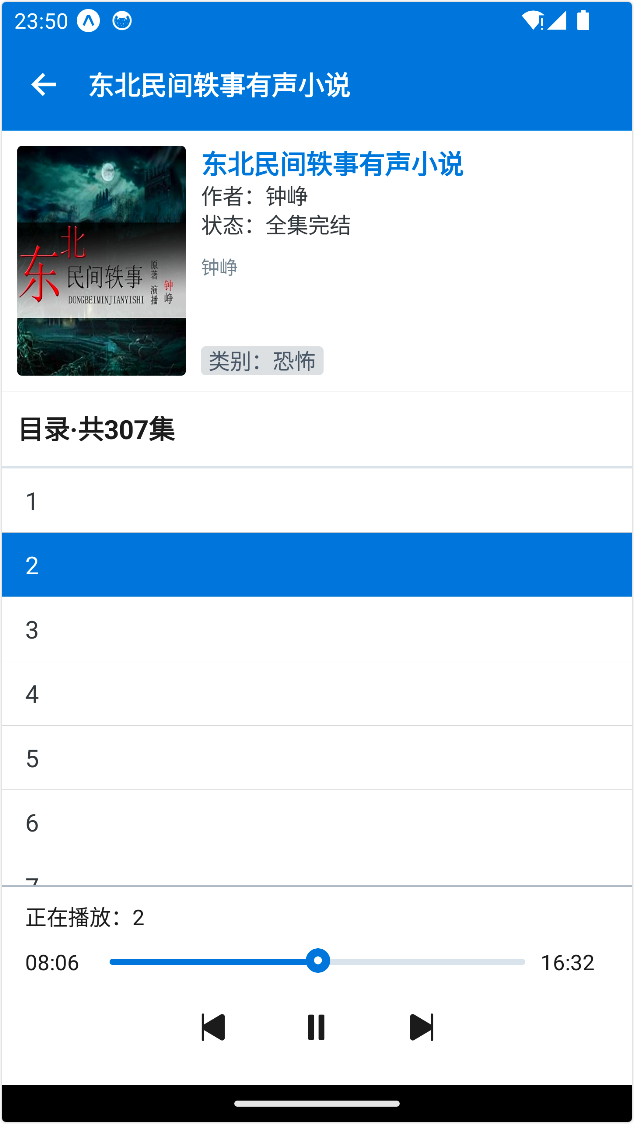 23:50
东北民间轶事有声小说
东北民间轶事有声小说
作者：钟峥
状态：全集完结
钟峥
类别：恐怖
东北
民间轶事
DONGBEIMINJIANYISHI
原著 演播
钟峥
目录·共307集
1
2
3
4
5
6
7
正在播放：2
08:06
16:32